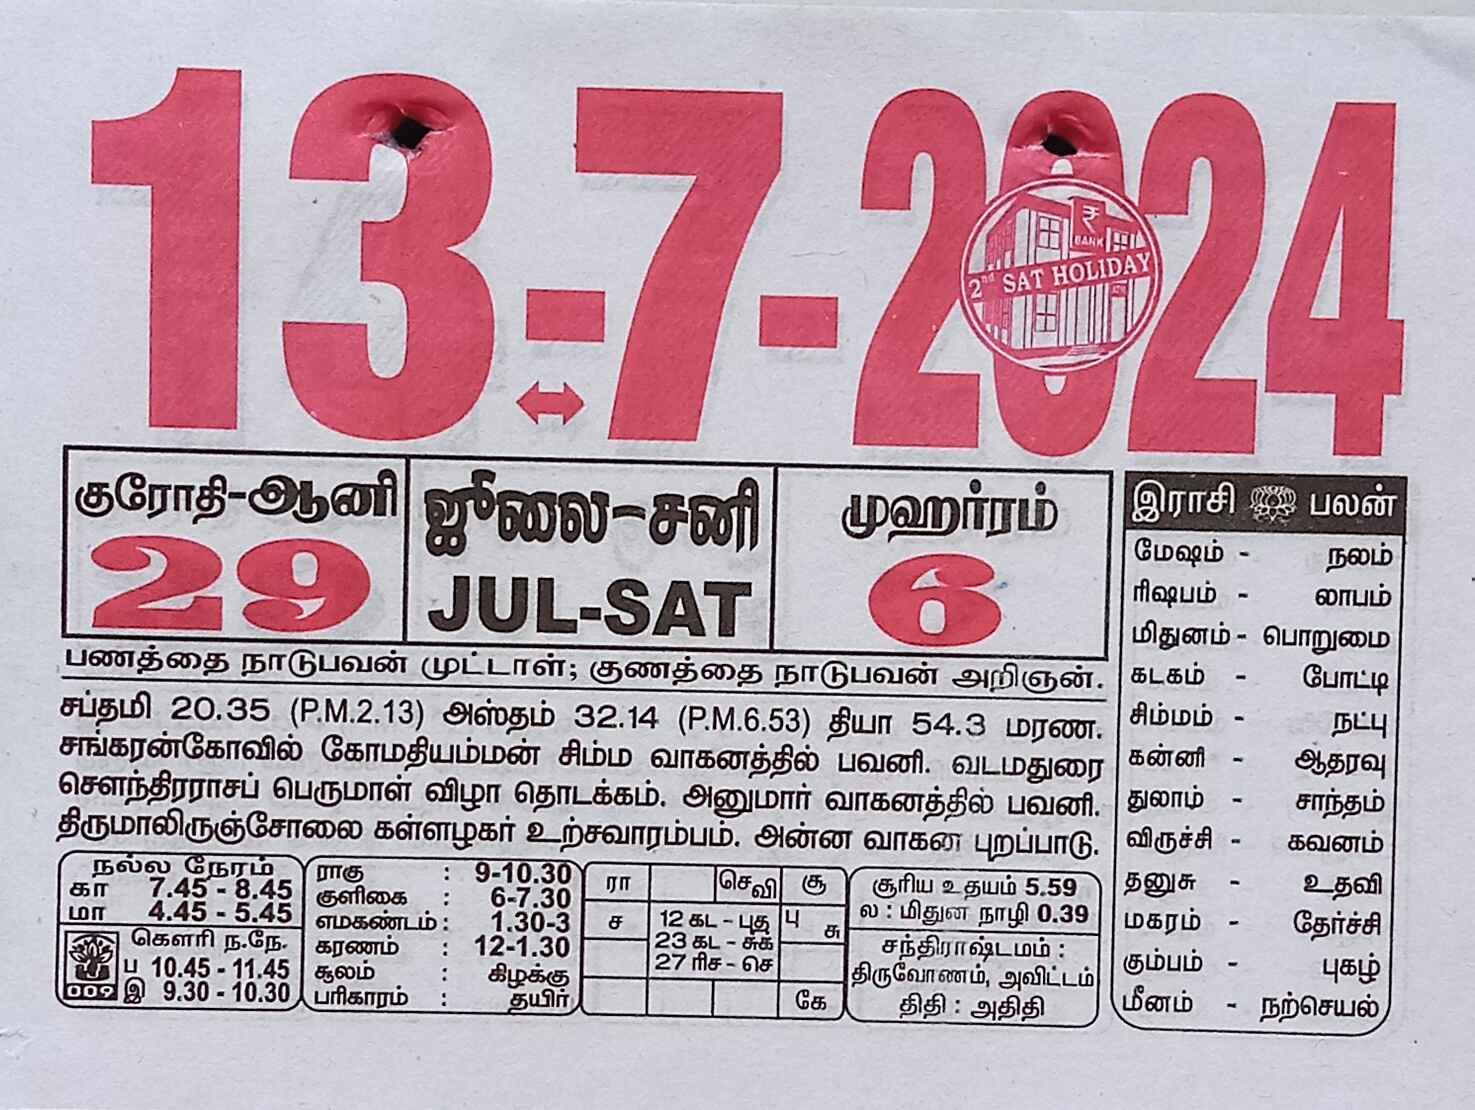 13-7-2024
₹
BANK
ATM
2nd SAT HOLIDAY
குரோதி-ஆனி
29
ஜூலை-சனி
JUL-SAT
முஹர்ரம்
6
பணத்தை நாடுபவன் முட்டாள்; குணத்தை நாடுபவன் அறிஞன்.
சப்தமி 20.35 (P.M.2.13) அஸ்தம் 32.14 (P.M.6.53) தியா 54.3 மரண.
சங்கரன்கோவில் கோமதியம்மன் சிம்ம வாகனத்தில் பவனி. வடமதுரை
சௌந்திரராசப் பெருமாள் விழா தொடக்கம். அனுமார் வாகனத்தில் பவனி.
திருமாலிருஞ்சோலை கள்ளழகர் உற்சவாரம்பம். அன்ன வாகன புறப்பாடு.
நல்ல நேரம்
கா 7.45 - 8.45
மா 4.45 - 5.45
கௌரி ந.நே.
ப 10.45 - 11.45
இ 9.30 - 10.30
009
ராகு : 9-10.30
குளிகை : 6-7.30
எமகண்டம் : 1.30-3
கரணம் : 12-1.30
சூலம் : கிழக்கு
பரிகாரம் : தயிர்
ரா செவி சூ
ச 12 கட - புத பு சு
23 கட - சுக்
27 ரிச - செ
கே
சூரிய உதயம் 5.59
ல : மிதுன நாழி 0.39
சந்திராஷ்டமம் :
திருவோணம், அவிட்டம்
திதி : அதிதி
இராசி பலன்
மேஷம் - நலம்
ரிஷபம் - லாபம்
மிதுனம் - பொறுமை
கடகம் - போட்டி
சிம்மம் - நட்பு
கன்னி - ஆதரவு
துலாம் - சாந்தம்
விருச்சி - கவனம்
தனுசு - உதவி
மகரம் - தேர்ச்சி
கும்பம் - புகழ்
மீனம் - நற்செயல்